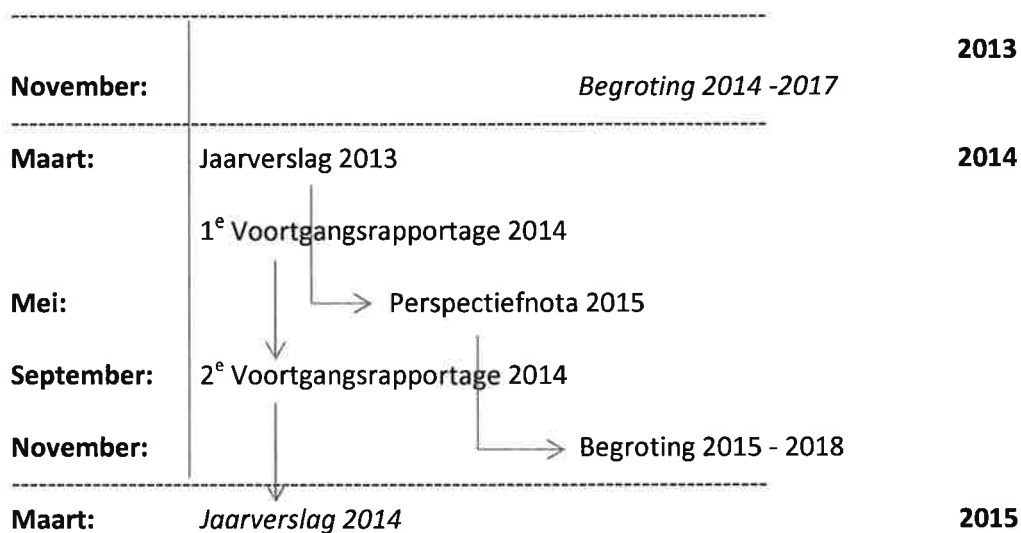 2013
November: Begroting 2014 -2017
Maart: Jaarverslag 2013 2014
1e Voortgangsrapportage 2014
Mei: Perspectiefnota 2015
September: 2e Voortgangsrapportage 2014
November: Begroting 2015 - 2018
Maart: Jaarverslag 2014 2015